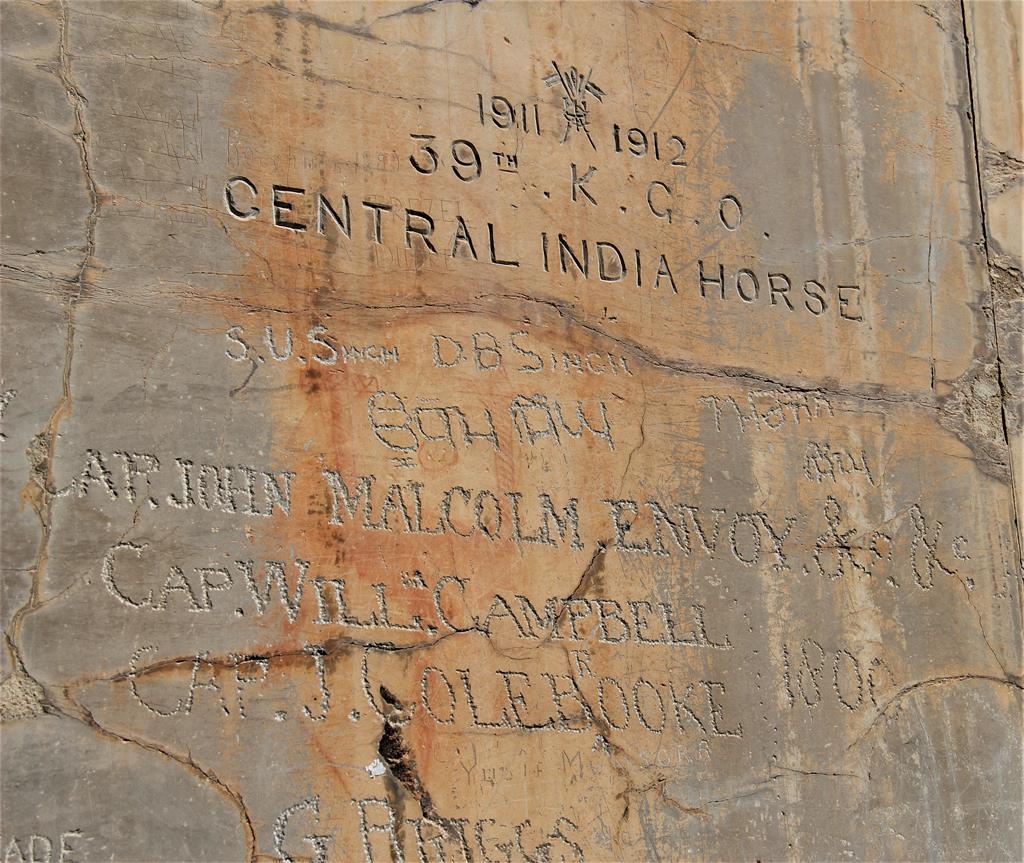 1911 1912
39TH K. G. O.
CENTRAL INDIA HORSE
S. U. SINGH D B SINGH
CAP. JOHN MALCOLM ENVOY. &c. &c.
CAP. WILLM. CAMPBELL
CAP. J. COLEBROOKE 1800
G BRIGGS
ADE